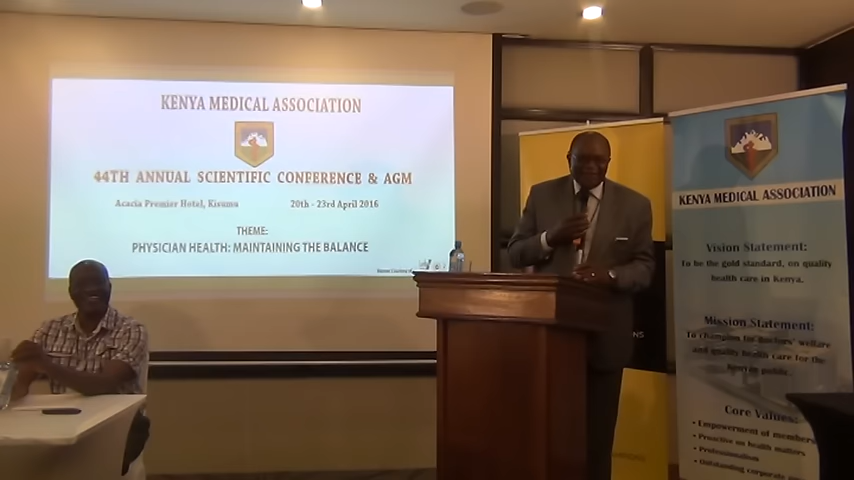 KENYA MEDICAL ASSOCIATION
44TH ANNUAL SCIENTIFIC CONFERENCE & AGM
Acacia Premier Hotel, Kisumu 20th - 23rd April 2016
THEME:
PHYSICIAN HEALTH: MAINTAINING THE BALANCE
KENYA MEDICAL ASSOCIATION
Vision Statement:
To be the gold standard, on quality
health care in Kenya.
Mission Statement:
To champion for doctors' welfare
and quality health care for the
Kenyan public.
Core Values:
• Empowerment of members
• Proactive on health matters
• Professionalism
• Outstanding corporate